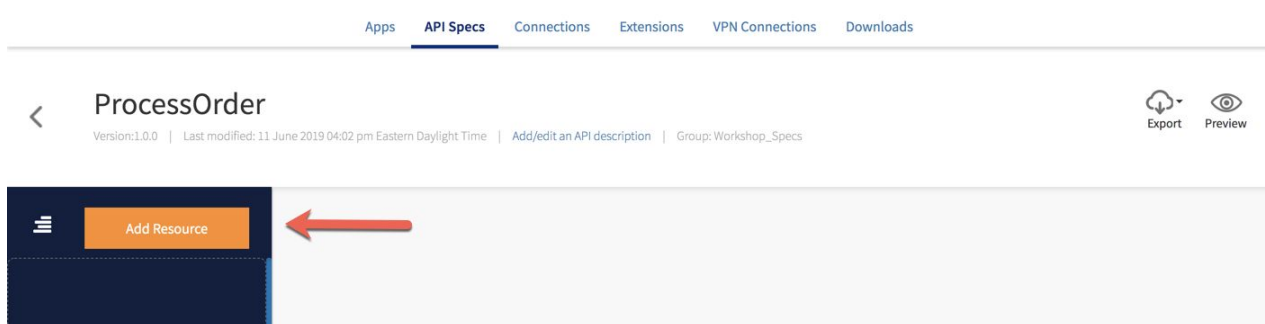 Apps API Specs Connections Extensions VPN Connections Downloads
ProcessOrder
Version:1.0.0 | Last modified: 11 June 2019 04:02 pm Eastern Daylight Time | Add/edit an API description | Group: Workshop_Specs
Export Preview
Add Resource